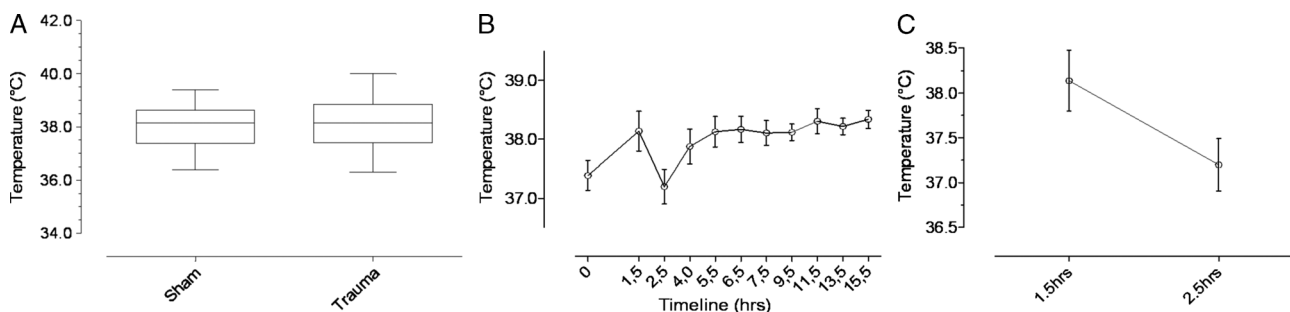 A
Temperature (°C)
42.0
40.0
38.0
36.0
34.0
Sham
Trauma
B
Temperature (°C)
39.0
38.0
37.0
0
1,5
2,5
4,0
5,5
6,5
7,5
9,5
11,5
13,5
15,5
Timeline (hrs)
C
Temperature (°C)
38.5
38.0
37.5
37.0
36.5
1.5hrs
2.5hrs